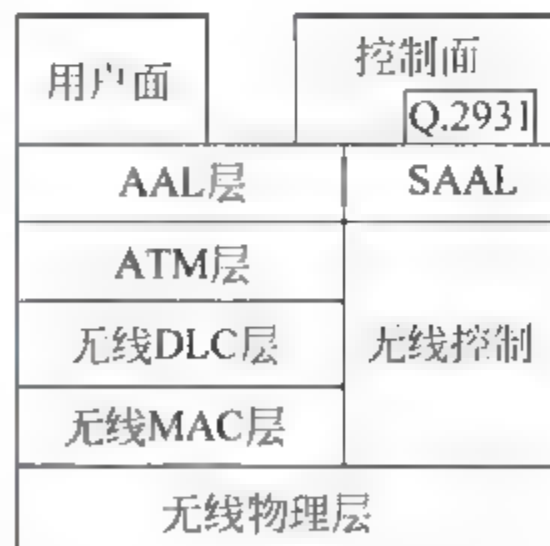 用户面
控制面
Q.2931
AAL层
SAAL
ATM层
无线DLC层
无线控制
无线MAC层
无线物理层